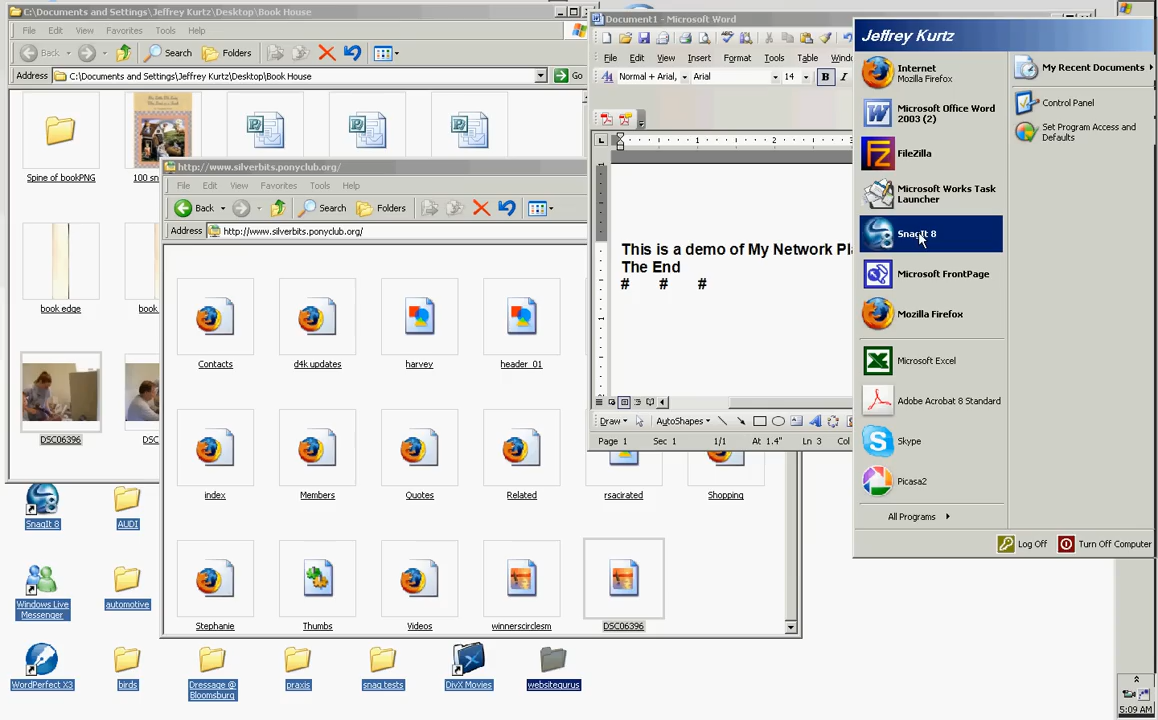 C:\Documents and Settings\Jeffrey Kurtz\Desktop\Book House
File Edit View Favorites Tools Help
Back Search Folders
Address C:\Documents and Settings\Jeffrey Kurtz\Desktop\Book House Go
Spine of bookPNG
100 sn
book edge
book
DSC06396
DSC
http://www.silverbits.ponyclub.org/
File Edit View Favorites Tools Help
Back Search Folders
Address http://www.silverbits.ponyclub.org/
Contacts d4k updates harvey header_01
index Members Quotes Related rsacirated Shopping
Stephanie Thumbs Videos winnerscirclesm DSC06396
Document1 - Microsoft Word
File Edit View Insert Format Tools Ta
Normal + Arial, Arial 14 B I
1 2 3
This is a demo of My Network Pl
The End
# # #
Draw AutoShapes
Page 1 Sec 1 1/1 At 1.4" Ln 3 Col
Jeffrey Kurtz
Internet
Mozilla Firefox
Microsoft Office Word
2003 (2)
FileZilla
Microsoft Works Task
Launcher
SnagIt 8
Microsoft FrontPage
Mozilla Firefox
Microsoft Excel
Adobe Acrobat 8 Standard
Skype
Picasa2
All Programs
My Recent Documents
Control Panel
Set Program Access and
Defaults
Log Off Turn Off Computer
SnagIt 8 AUDI
Windows Live
Messenger
automotive
WordPerfect X3 birds Dressage @
Bloomsburg
praxis snag tests DivX Movies websitegurus
5:09 AM